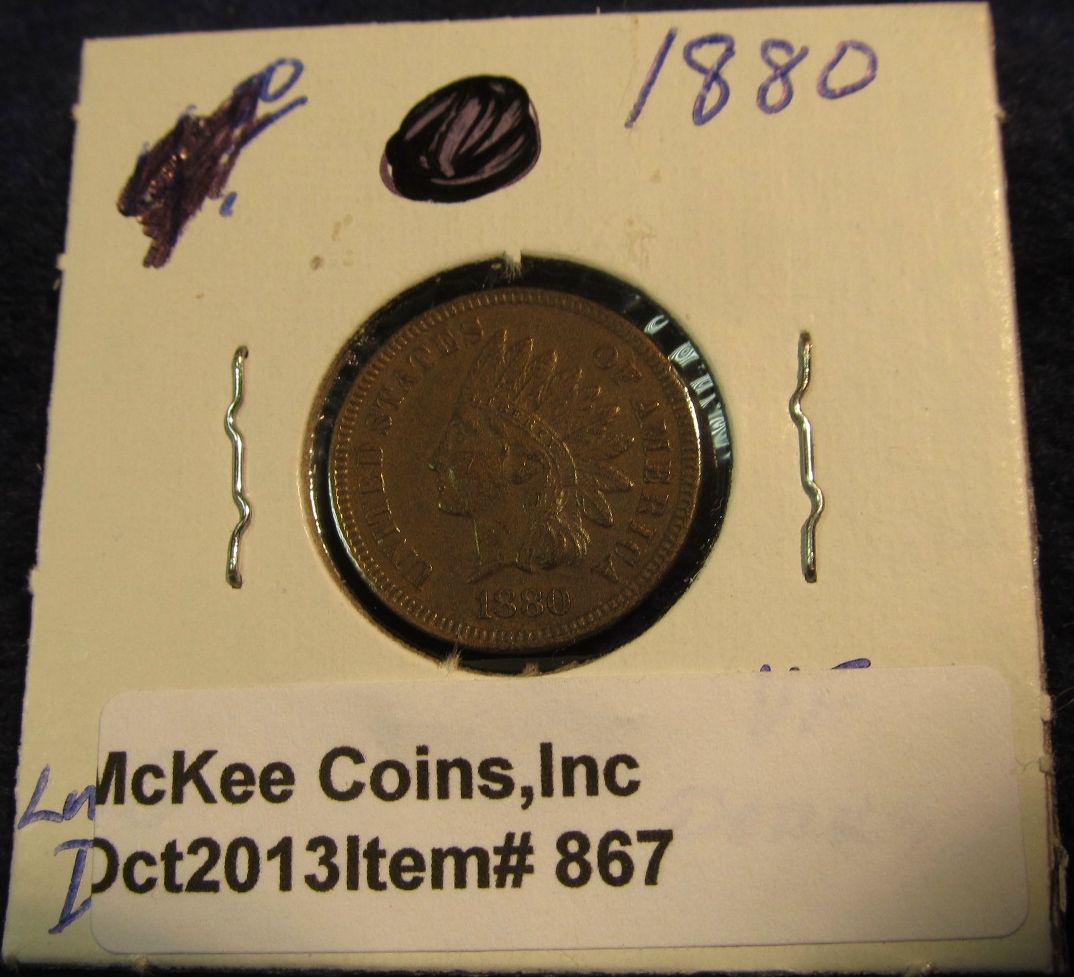 1880
UNITED STATES OF AMERICA
1880
McKee Coins,Inc
Oct2013Item# 867